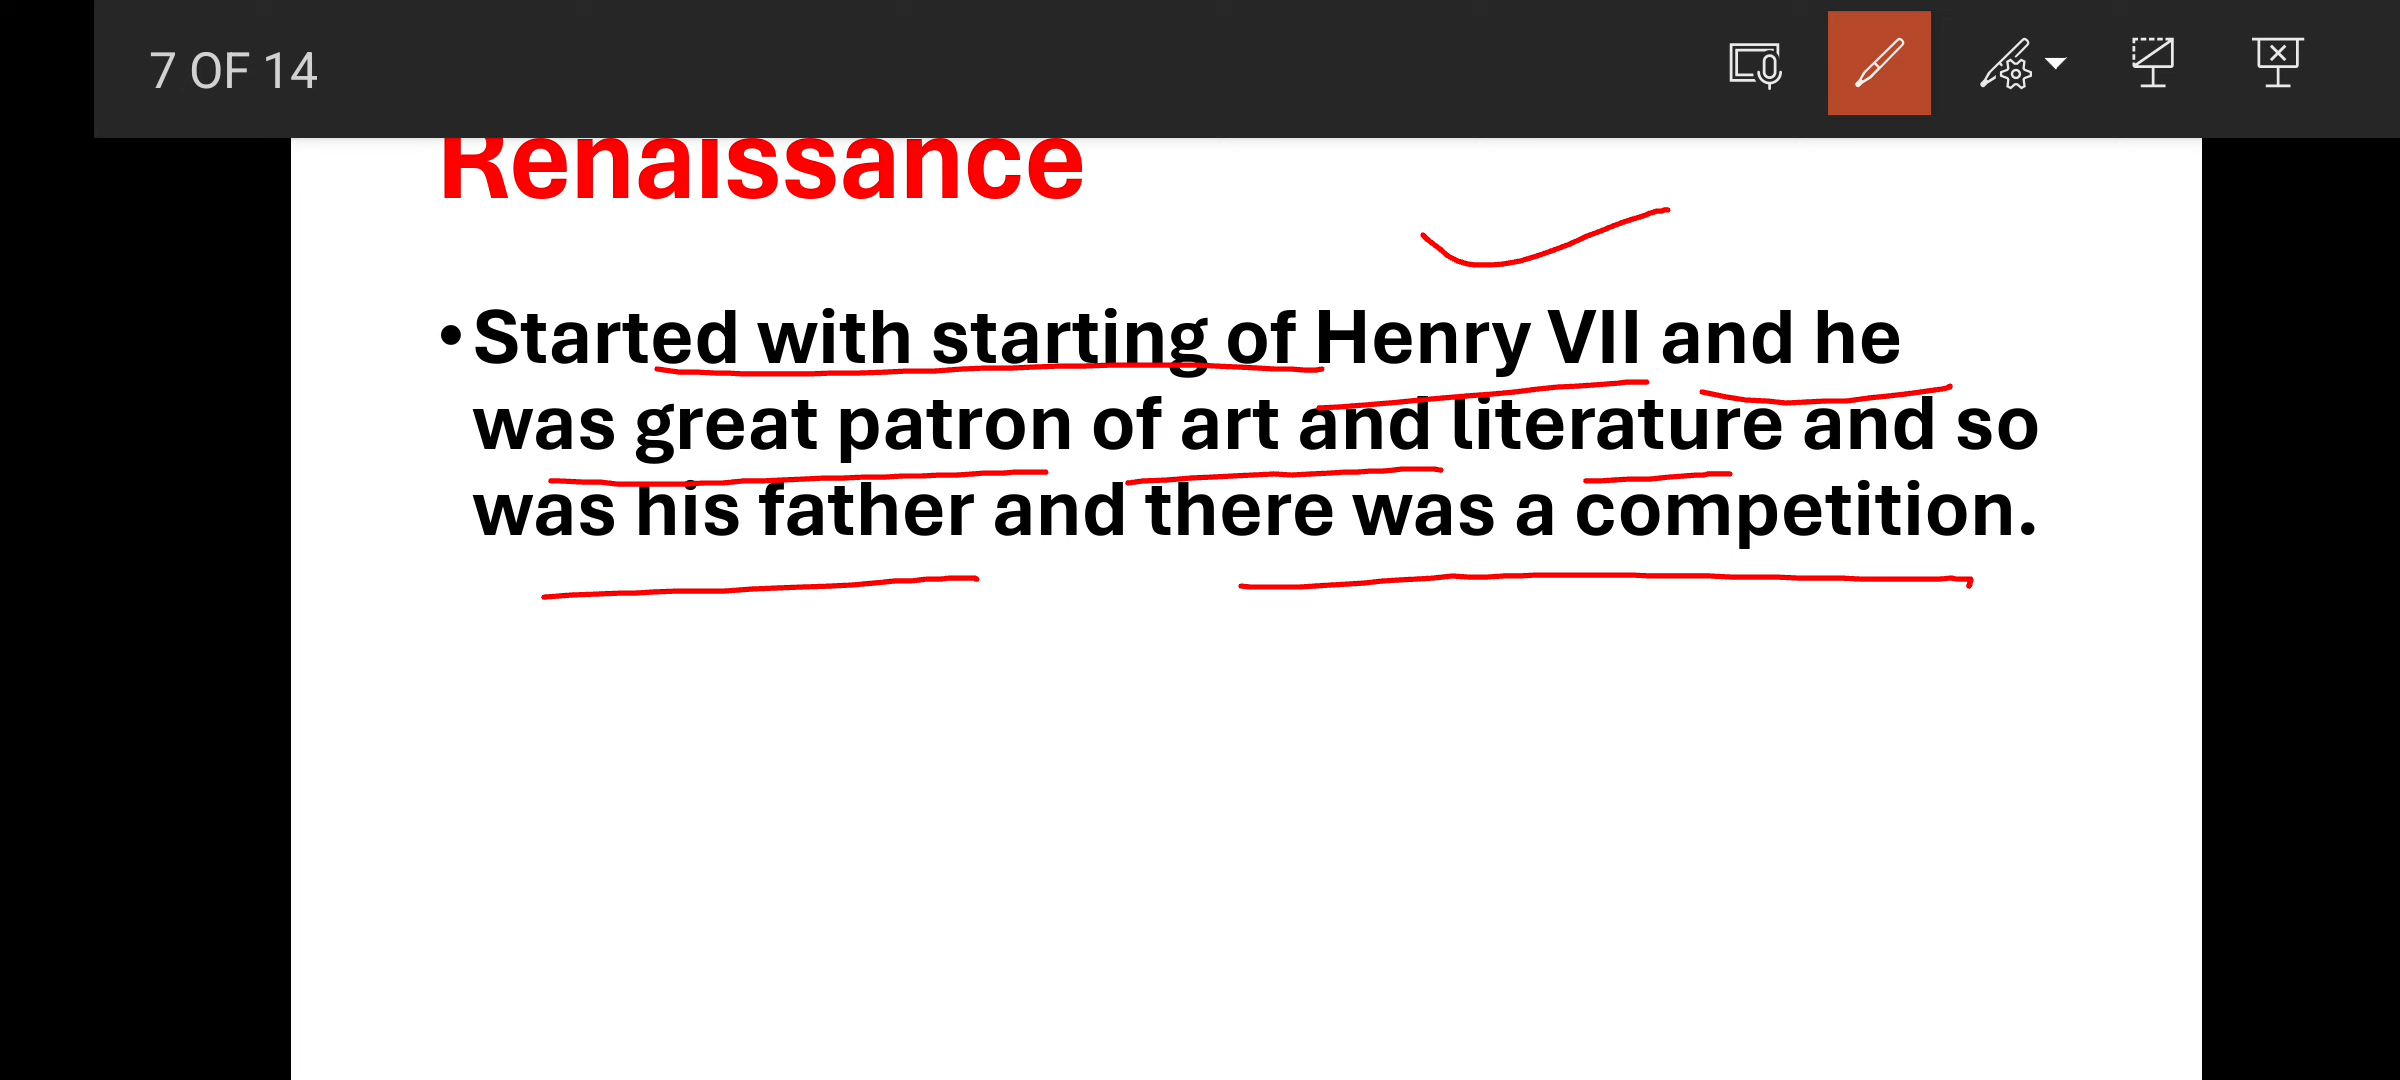 7 OF 14
Renaissance
•Started with starting of Henry VII and he
was great patron of art and literature and so
was his father and there was a competition.